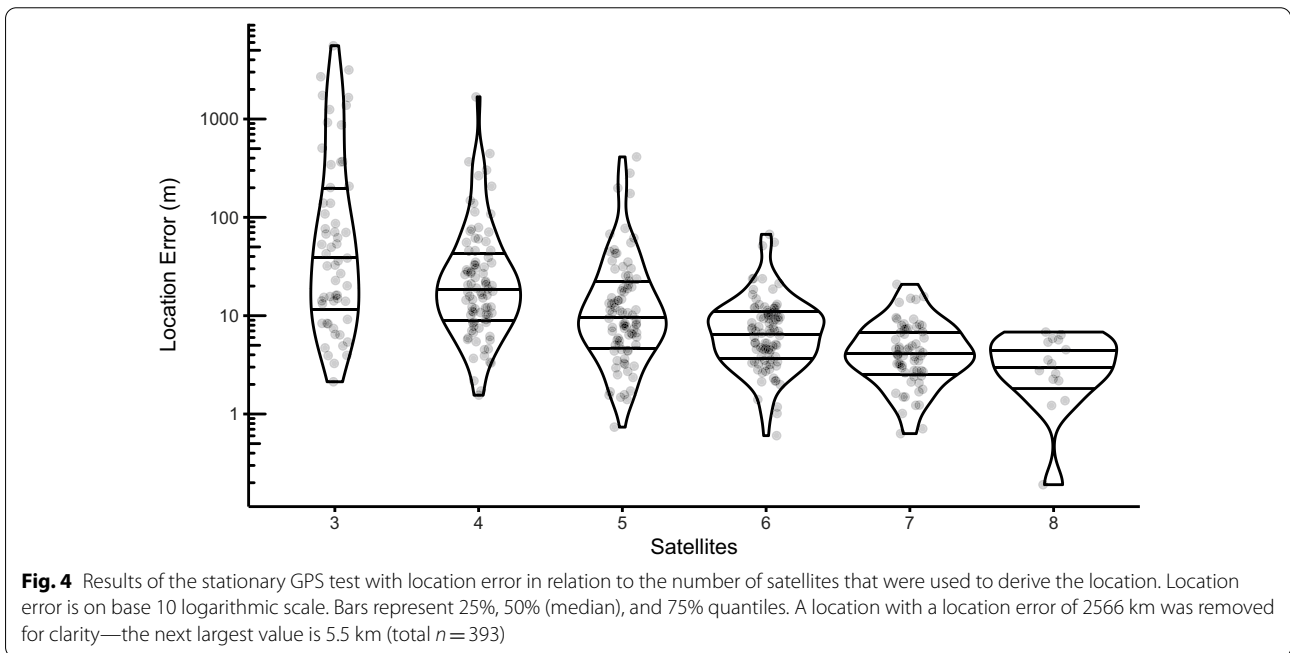 Location Error (m)
1000
100
10
1
3 4 5 6 7 8
Satellites
Fig. 4 Results of the stationary GPS test with location error in relation to the number of satellites that were used to derive the location. Location
error is on base 10 logarithmic scale. Bars represent 25%, 50% (median), and 75% quantiles. A location with a location error of 2566 km was removed
for clarity—the next largest value is 5.5 km (total n = 393)